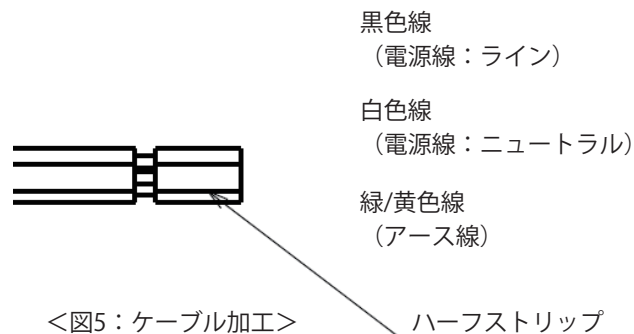 黒色線
（電源線：ライン）
白色線
（電源線：ニュートラル）
緑/黄色線
（アース線）
＜図5：ケーブル加工＞
ハーフストリップ